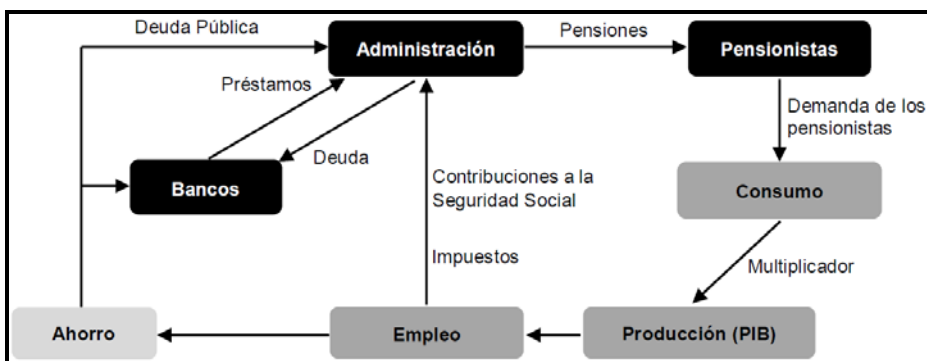 Deuda Pública
Administración
Pensiones
Pensionistas
Préstamos
Demanda de los
pensionistas
Deuda
Bancos
Contribuciones a la
Seguridad Social
Consumo
Impuestos
Multiplicador
Ahorro
Empleo
Producción (PIB)